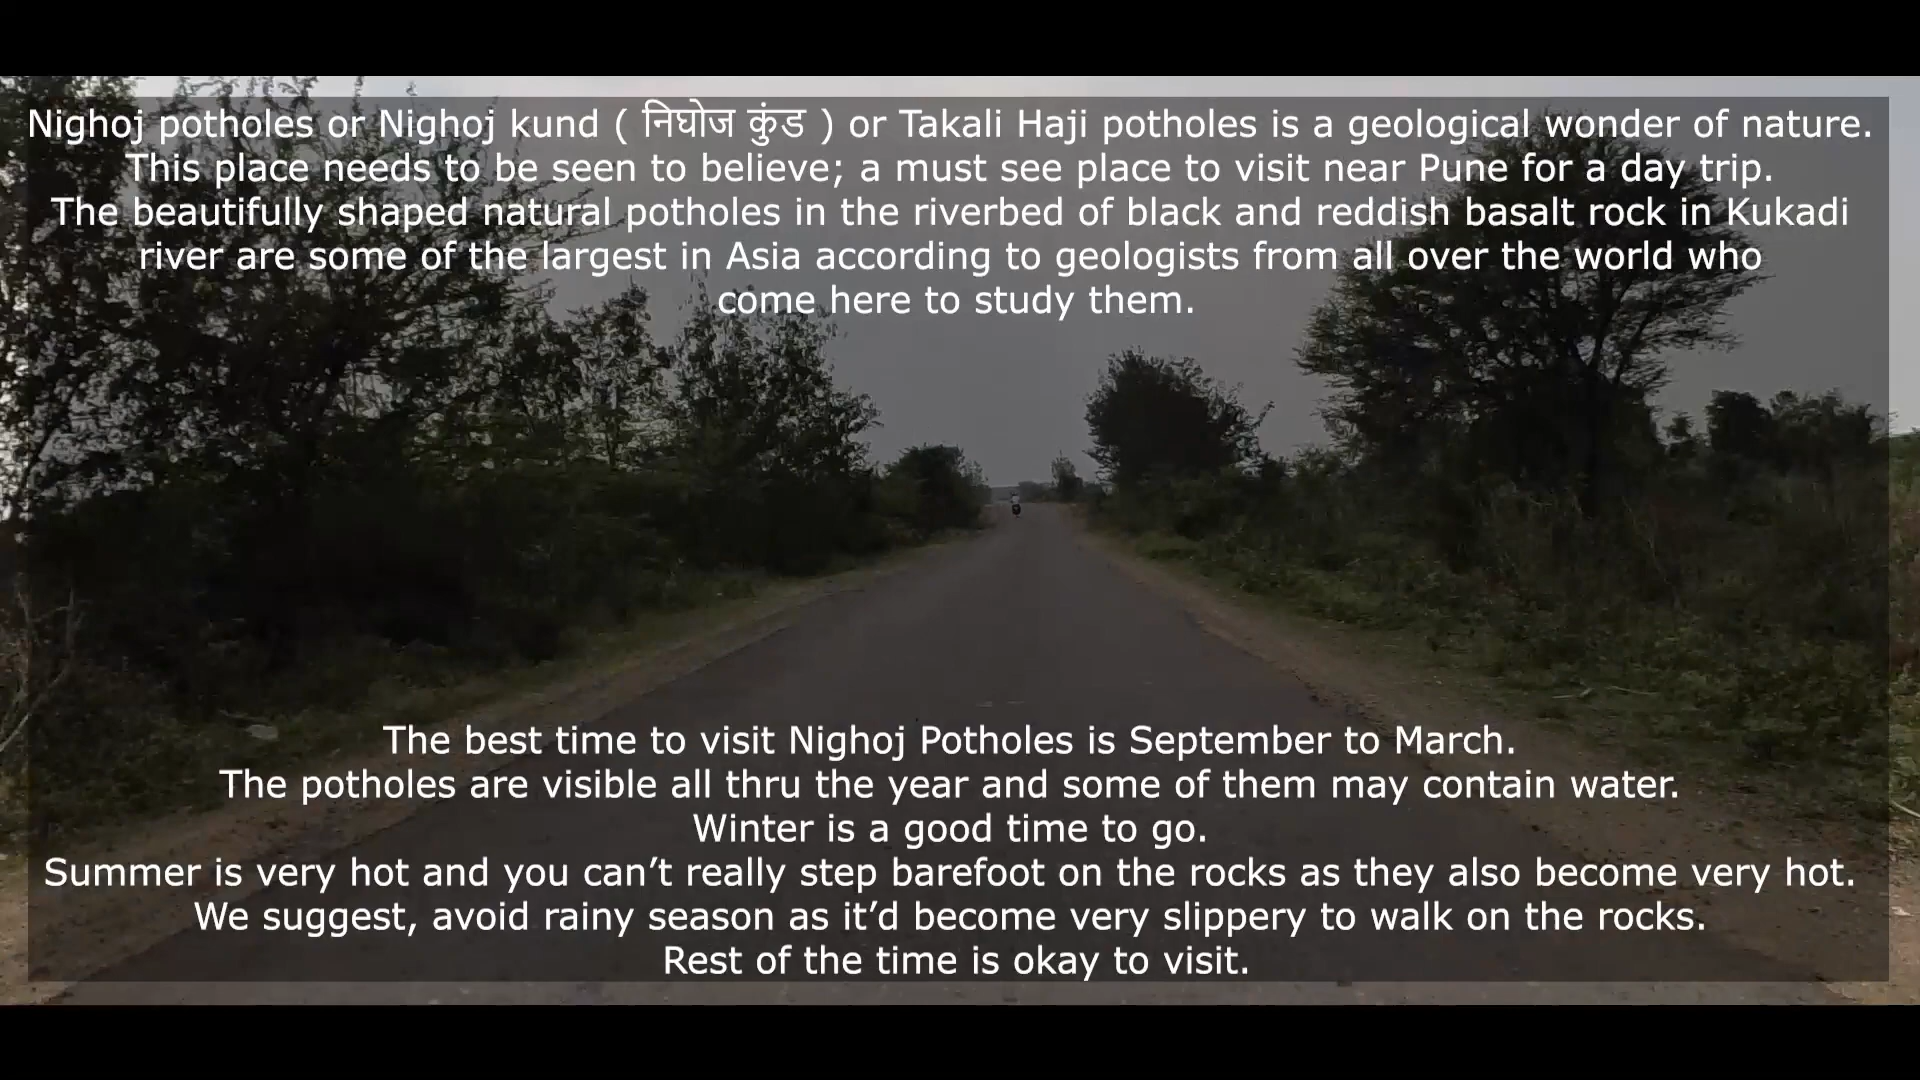 Nighoj potholes or Nighoj kund ( निघोज कुंड ) or Takali Haji potholes is a geological wonder of nature.
This place needs to be seen to believe; a must see place to visit near Pune for a day trip.
The beautifully shaped natural potholes in the riverbed of black and reddish basalt rock in Kukadi
river are some of the largest in Asia according to geologists from all over the world who
come here to study them.
The best time to visit Nighoj Potholes is September to March.
The potholes are visible all thru the year and some of them may contain water.
Winter is a good time to go.
Summer is very hot and you can’t really step barefoot on the rocks as they also become very hot.
We suggest, avoid rainy season as it’d become very slippery to walk on the rocks.
Rest of the time is okay to visit.